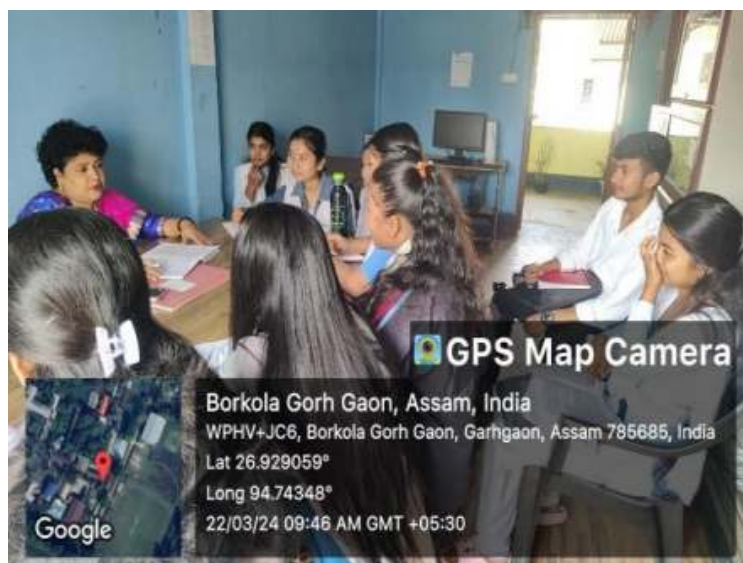 GPS Map Camera
Borkola Gorh Gaon, Assam, India
WPHV+JC6, Borkola Gorh Gaon, Garhgaon, Assam 785685, India
Lat 26.929059°
Long 94.74348°
22/03/24 09:46 AM GMT +05:30
Google